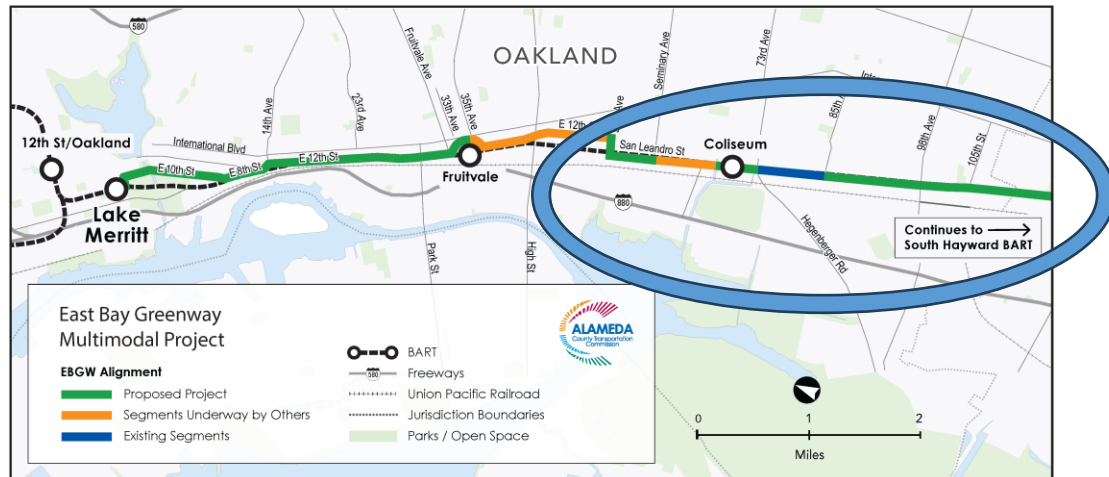 580
OAKLAND
Fruitvale Ave
Seminary Ave
73rd Ave
35th Ave
33th Ave
23rd Ave
14th Ave
85th
98th Ave
105th St
Ave
12th St/Oakland
International Blvd
E 12th
E 12th St
San Leandro St
Coliseum
E 10th St
E 8th St
Fruitvale
Lake
Merritt
880
Continues to
South Hayward BART
Hegenberger Rd
Park St
High St
East Bay Greenway
Multimodal Project
ALAMEDA
County Transportation
Commission
EBGW Alignment
Proposed Project
Segments Underway by Others
Existing Segments
BART
580
Freeways
Union Pacific Railroad
Jurisdiction Boundaries
Parks / Open Space
0
1
2
Miles